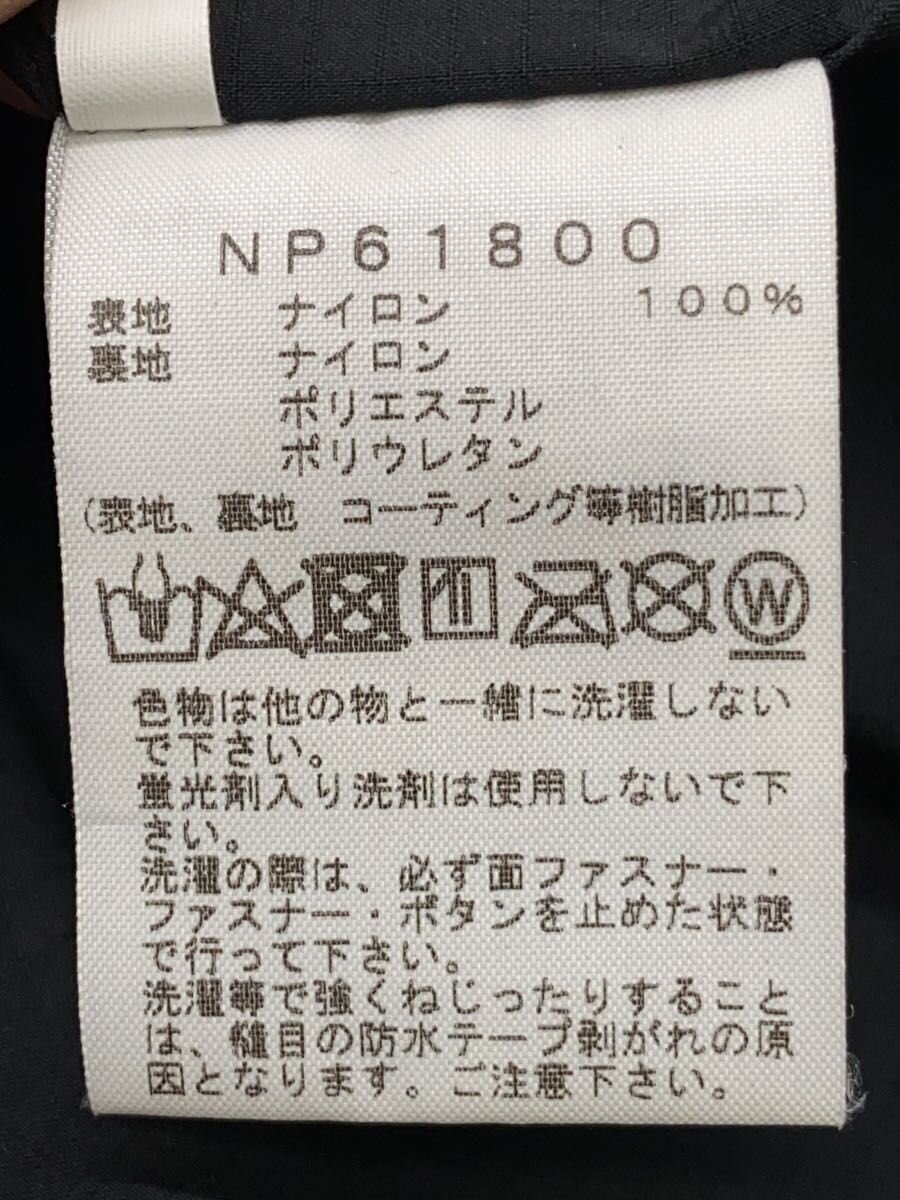 NP61800
表地 ナイロン 100%
裏地 ナイロン
ポリエステル
ポリウレタン
(表地、裏地 コーティング等樹脂加工)
W
色物は他の物と一緒に洗濯しない
で下さい。
蛍光剤入り洗剤は使用しないで下
さい。
洗濯の際は、必ず面ファスナー・
ファスナー・ボタンを止めた状態
で行って下さい。
洗濯等で強くねじったりすること
は、縫目の防水テープ剥がれの原
因となります。ご注意下さい。